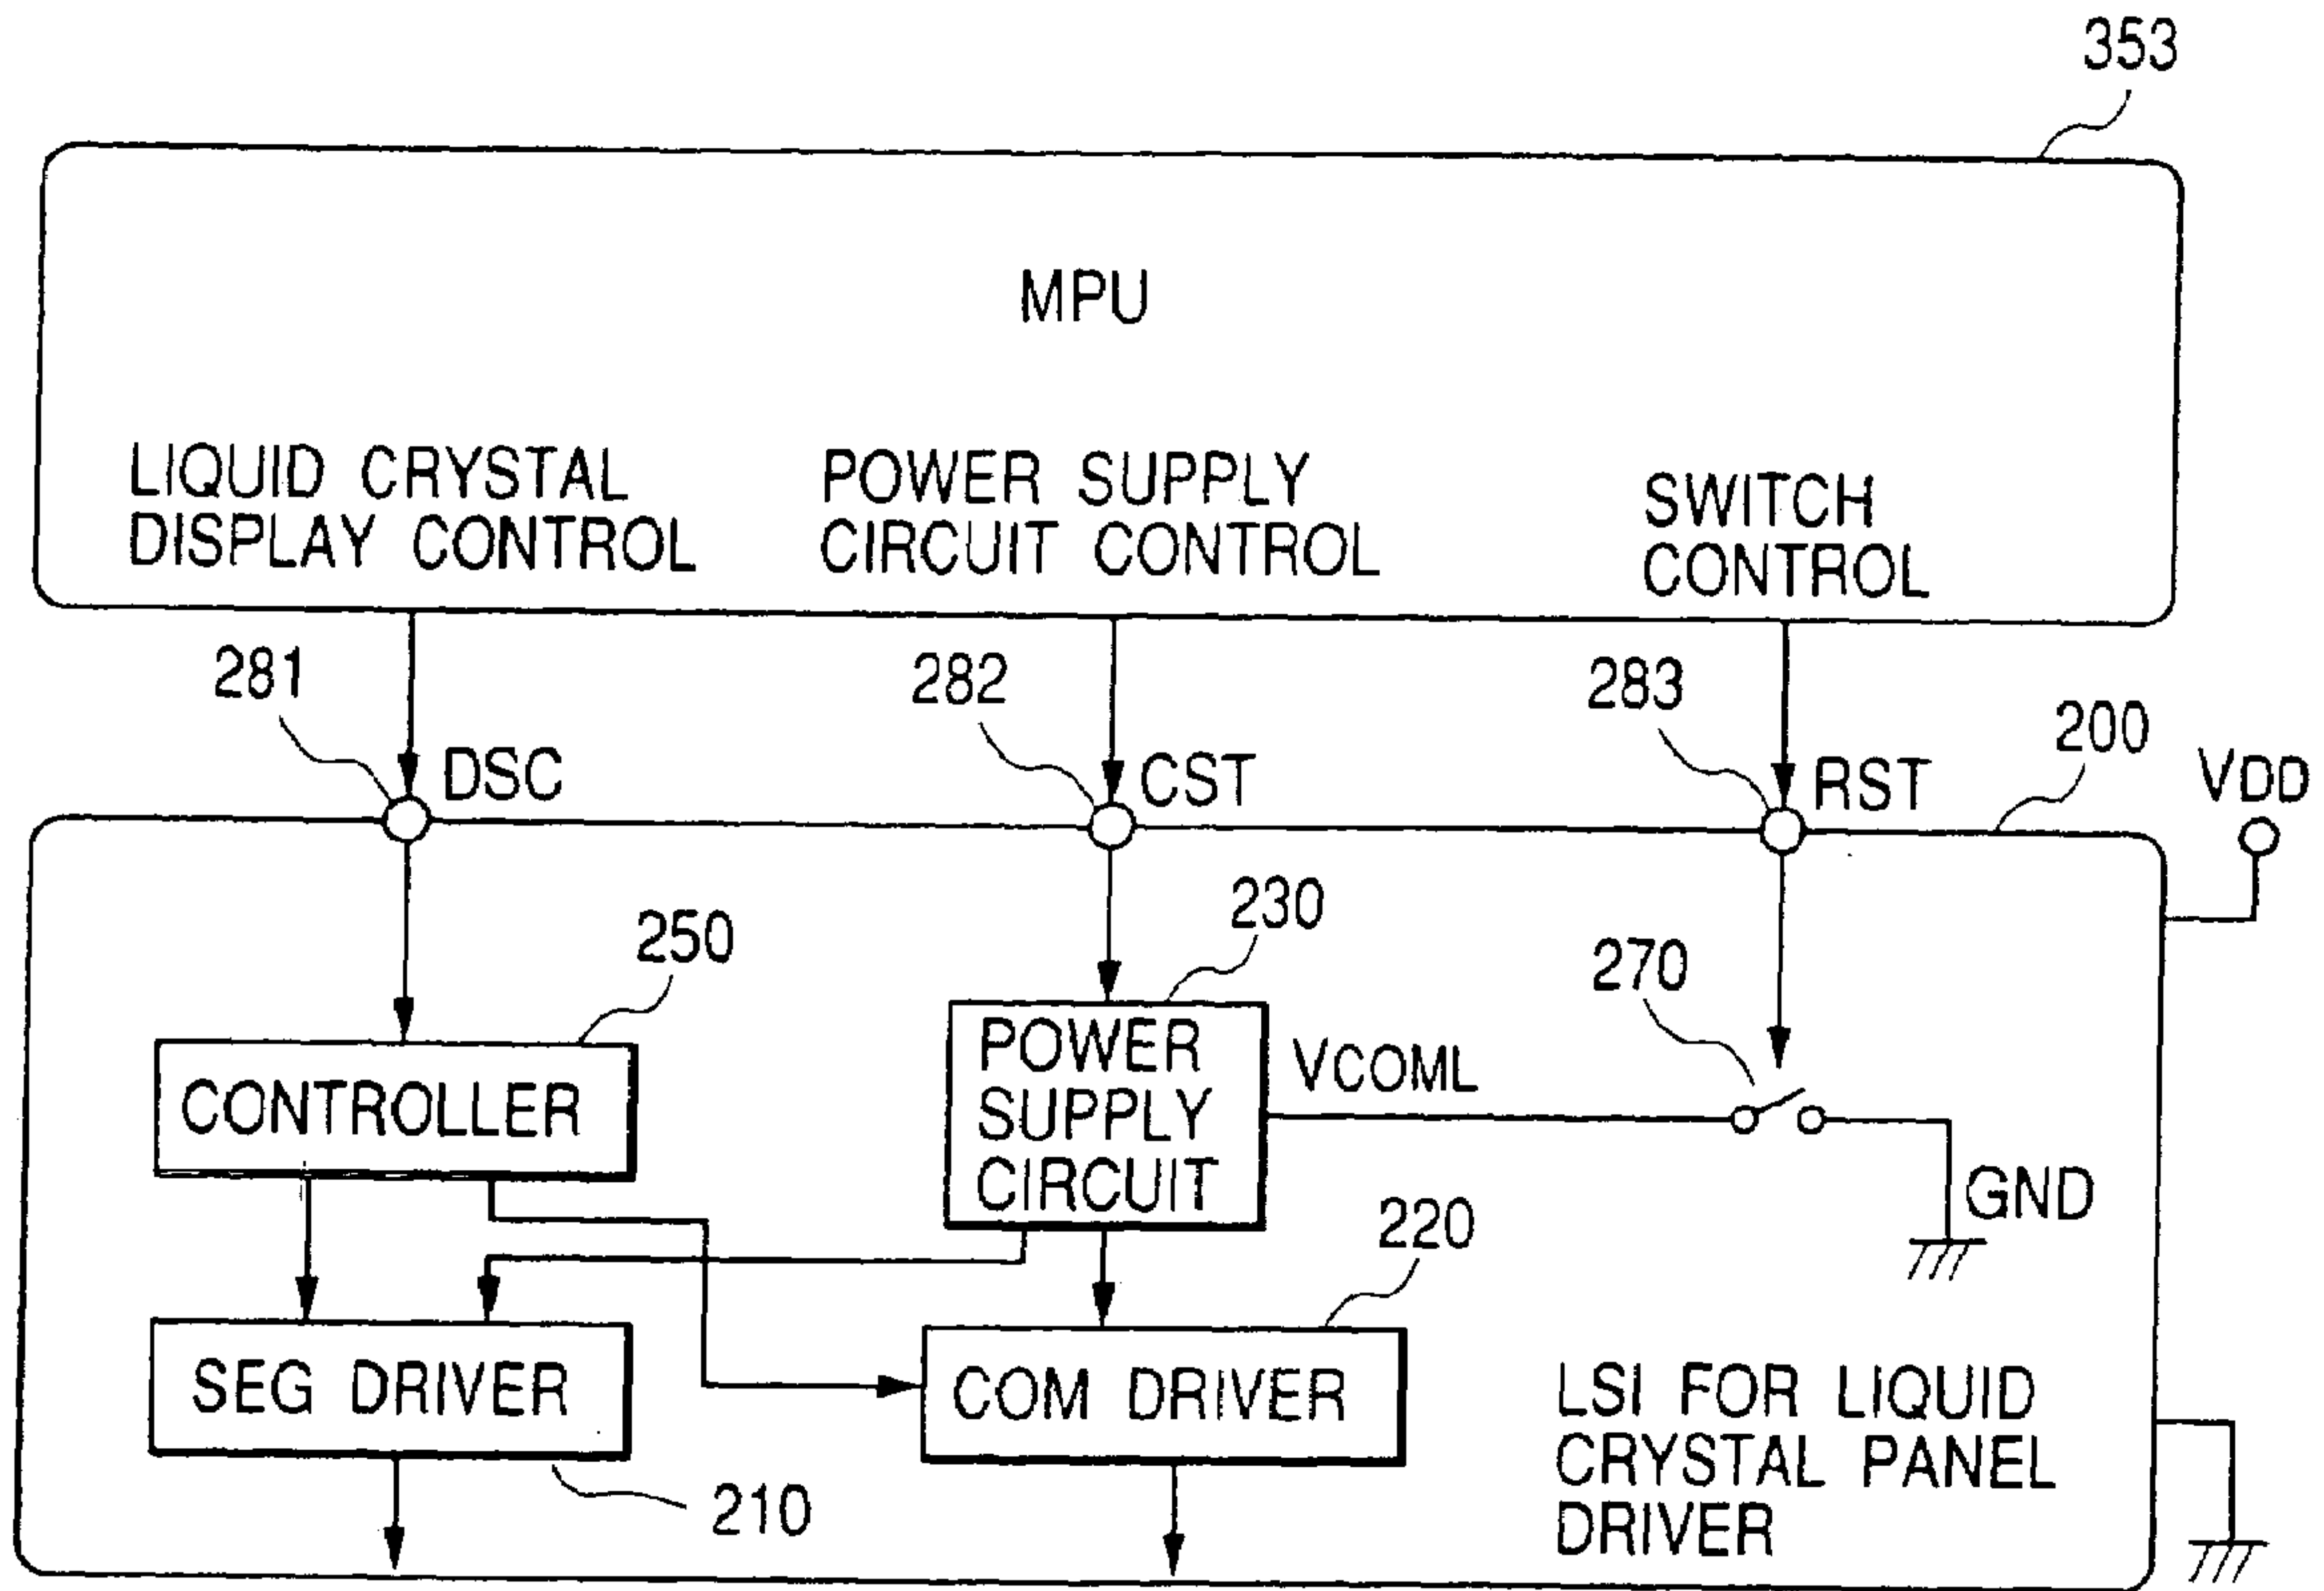 353
MPU
LIQUID CRYSTAL
DISPLAY CONTROL
POWER SUPPLY
CIRCUIT CONTROL
SWITCH
CONTROL
281
DSC
282
CST
283
RST
200
VDD
250
CONTROLLER
230
POWER
SUPPLY
CIRCUIT
VCOML
270
GND
220
SEG DRIVER
210
COM DRIVER
LSI FOR LIQUID
CRYSTAL PANEL
DRIVER